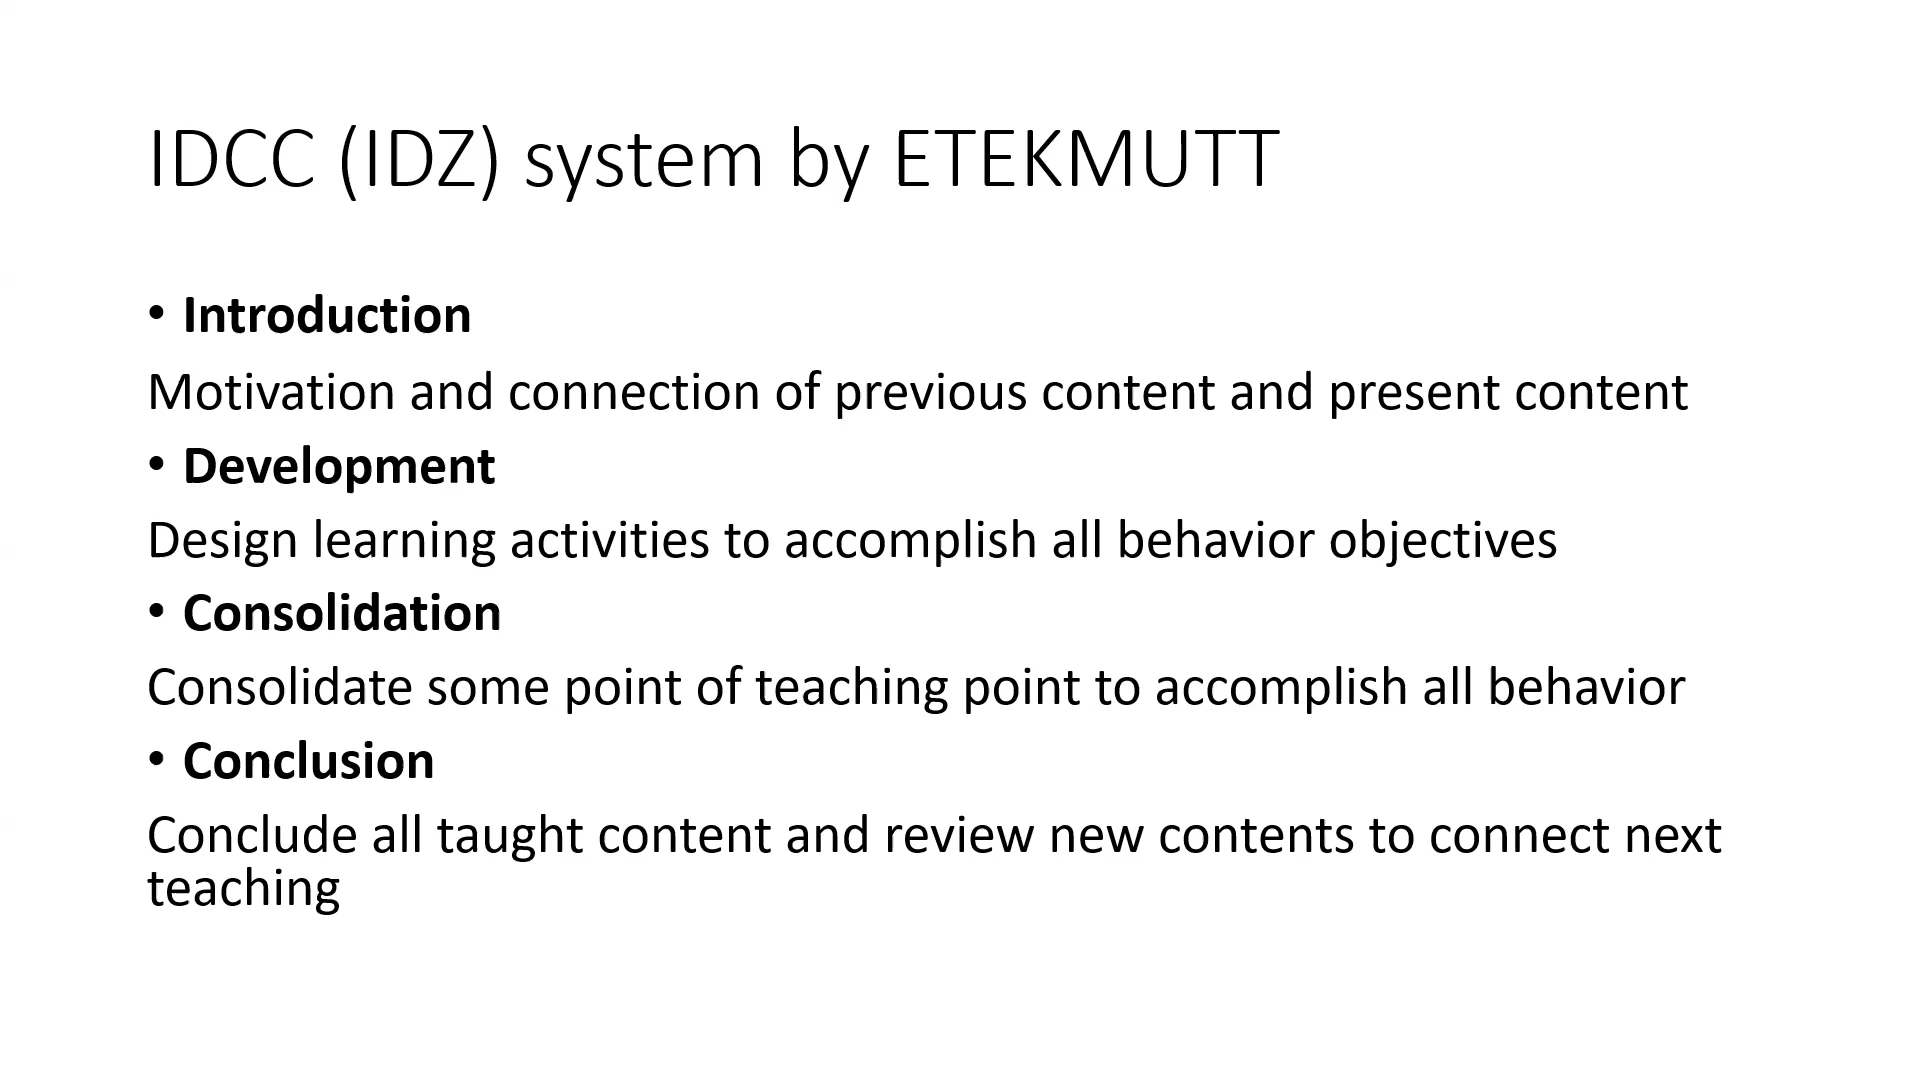 IDCC (IDZ) system by ETEKMUTT
• Introduction
Motivation and connection of previous content and present content
• Development
Design learning activities to accomplish all behavior objectives
• Consolidation
Consolidate some point of teaching point to accomplish all behavior
• Conclusion
Conclude all taught content and review new contents to connect next
teaching